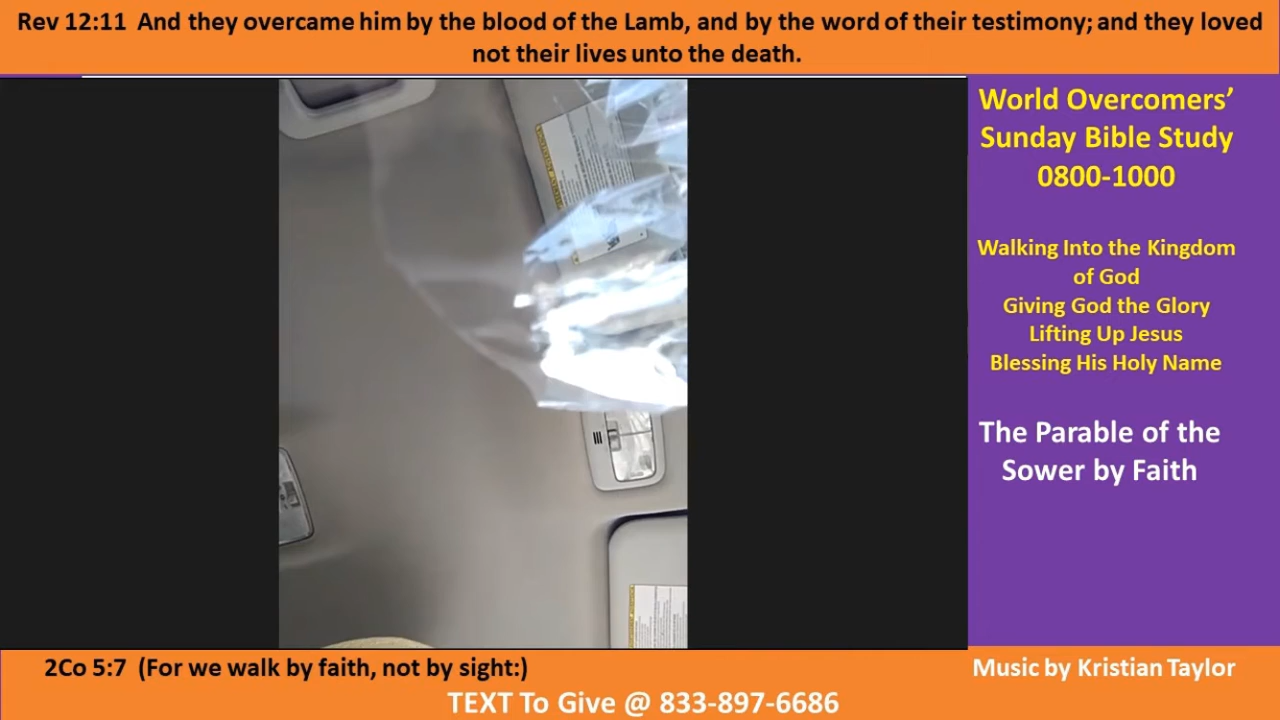 Rev 12:11  And they overcame him by the blood of the Lamb, and by the word of their testimony; and they loved
not their lives unto the death.
World Overcomers’
Sunday Bible Study
0800-1000
Walking Into the Kingdom
of God
Giving God the Glory
Lifting Up Jesus
Blessing His Holy Name
The Parable of the
Sower by Faith
2Co 5:7  (For we walk by faith, not by sight:)
Music by Kristian Taylor
TEXT To Give @ 833-897-6686